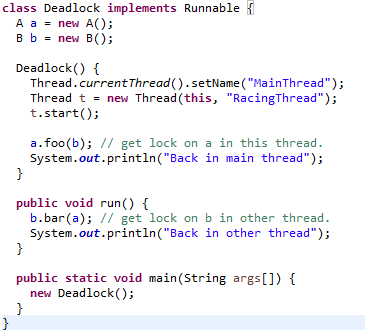 class Deadlock implements Runnable {
A a = new A();
B b = new B();
Deadlock() {
Thread.currentThread().setName("MainThread");
Thread t = new Thread(this, "RacingThread");
t.start();
a.foo(b); // get lock on a in this thread.
System.out.println("Back in main thread");
}
public void run() {
b.bar(a); // get lock on b in other thread.
System.out.println("Back in other thread");
}
public static void main(String args[]) {
new Deadlock();
}
}